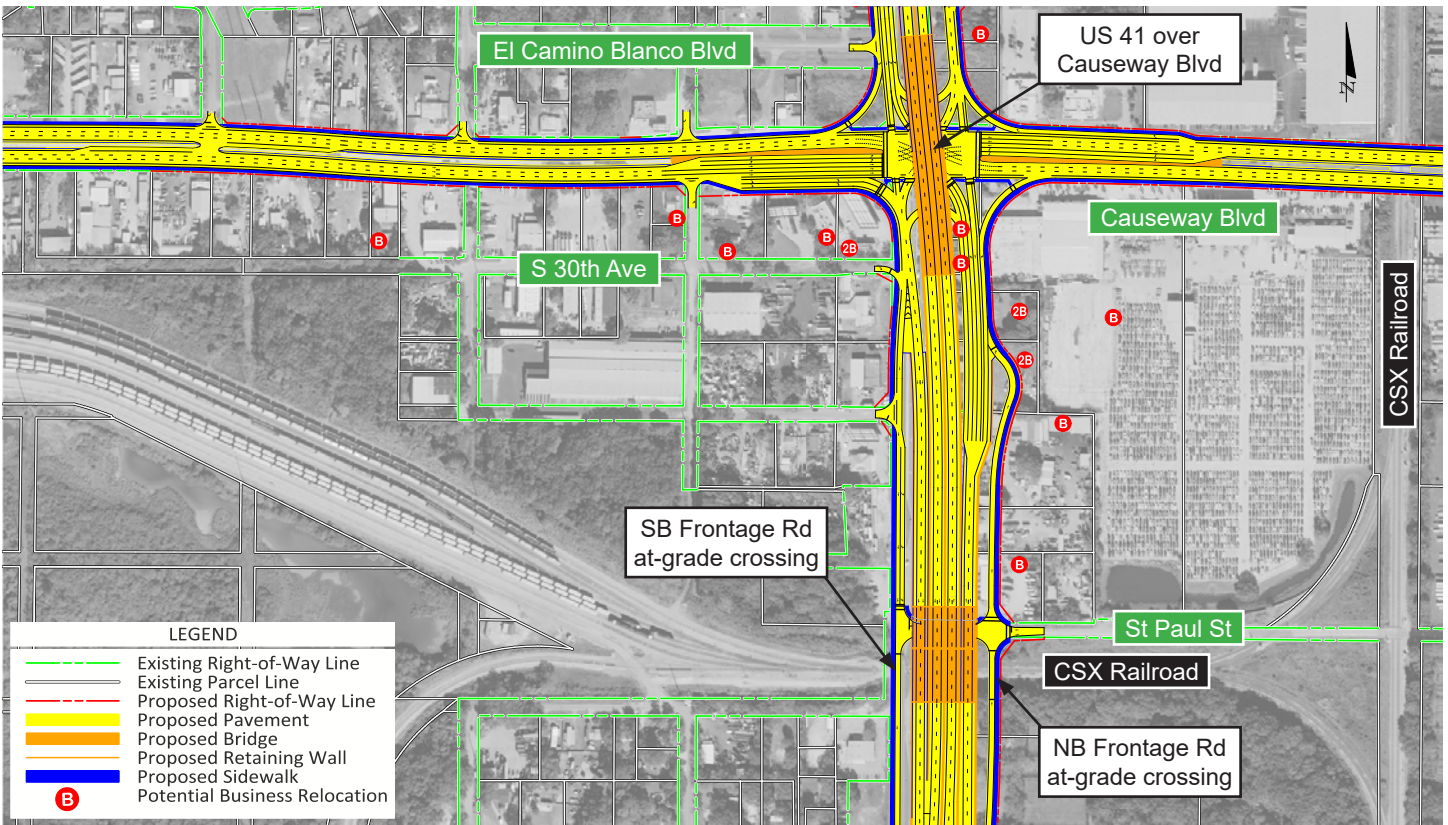 El Camino Blanco Blvd
B
US 41 over
Causeway Blvd
N
Causeway Blvd
B
B
B
B
2B
B
B
S 30th Ave
2B
B
2B
CSX Railroad
B
SB Frontage Rd
at-grade crossing
B
St Paul St
CSX Railroad
NB Frontage Rd
at-grade crossing
LEGEND
Existing Right-of-Way Line
Existing Parcel Line
Proposed Right-of-Way Line
Proposed Pavement
Proposed Bridge
Proposed Retaining Wall
Proposed Sidewalk
B Potential Business Relocation